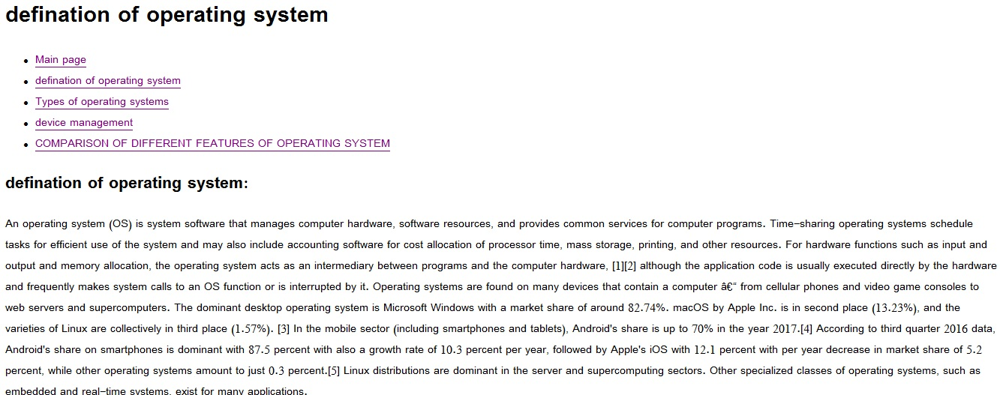 defination of operating system
Main page
defination of operating system
Types of operating systems
device management
COMPARISON OF DIFFERENT FEATURES OF OPERATING SYSTEM
defination of operating system:
An operating system (OS) is system software that manages computer hardware, software resources, and provides common services for computer programs. Time-sharing operating systems schedule
tasks for efficient use of the system and may also include accounting software for cost allocation of processor time, mass storage, printing, and other resources. For hardware functions such as input and
output and memory allocation, the operating system acts as an intermediary between programs and the computer hardware, [1][2] although the application code is usually executed directly by the hardware
and frequently makes system calls to an OS function or is interrupted by it. Operating systems are found on many devices that contain a computer â€“ from cellular phones and video game consoles to
web servers and supercomputers. The dominant desktop operating system is Microsoft Windows with a market share of around 82.74%. macOS by Apple Inc. is in second place (13.23%), and the
varieties of Linux are collectively in third place (1.57%). [3] In the mobile sector (including smartphones and tablets), Android's share is up to 70% in the year 2017.[4] According to third quarter 2016 data,
Android's share on smartphones is dominant with 87.5 percent with also a growth rate of 10.3 percent per year, followed by Apple's iOS with 12.1 percent with per year decrease in market share of 5.2
percent, while other operating systems amount to just 0.3 percent.[5] Linux distributions are dominant in the server and supercomputing sectors. Other specialized classes of operating systems, such as
embedded and real-time systems, exist for many applications.